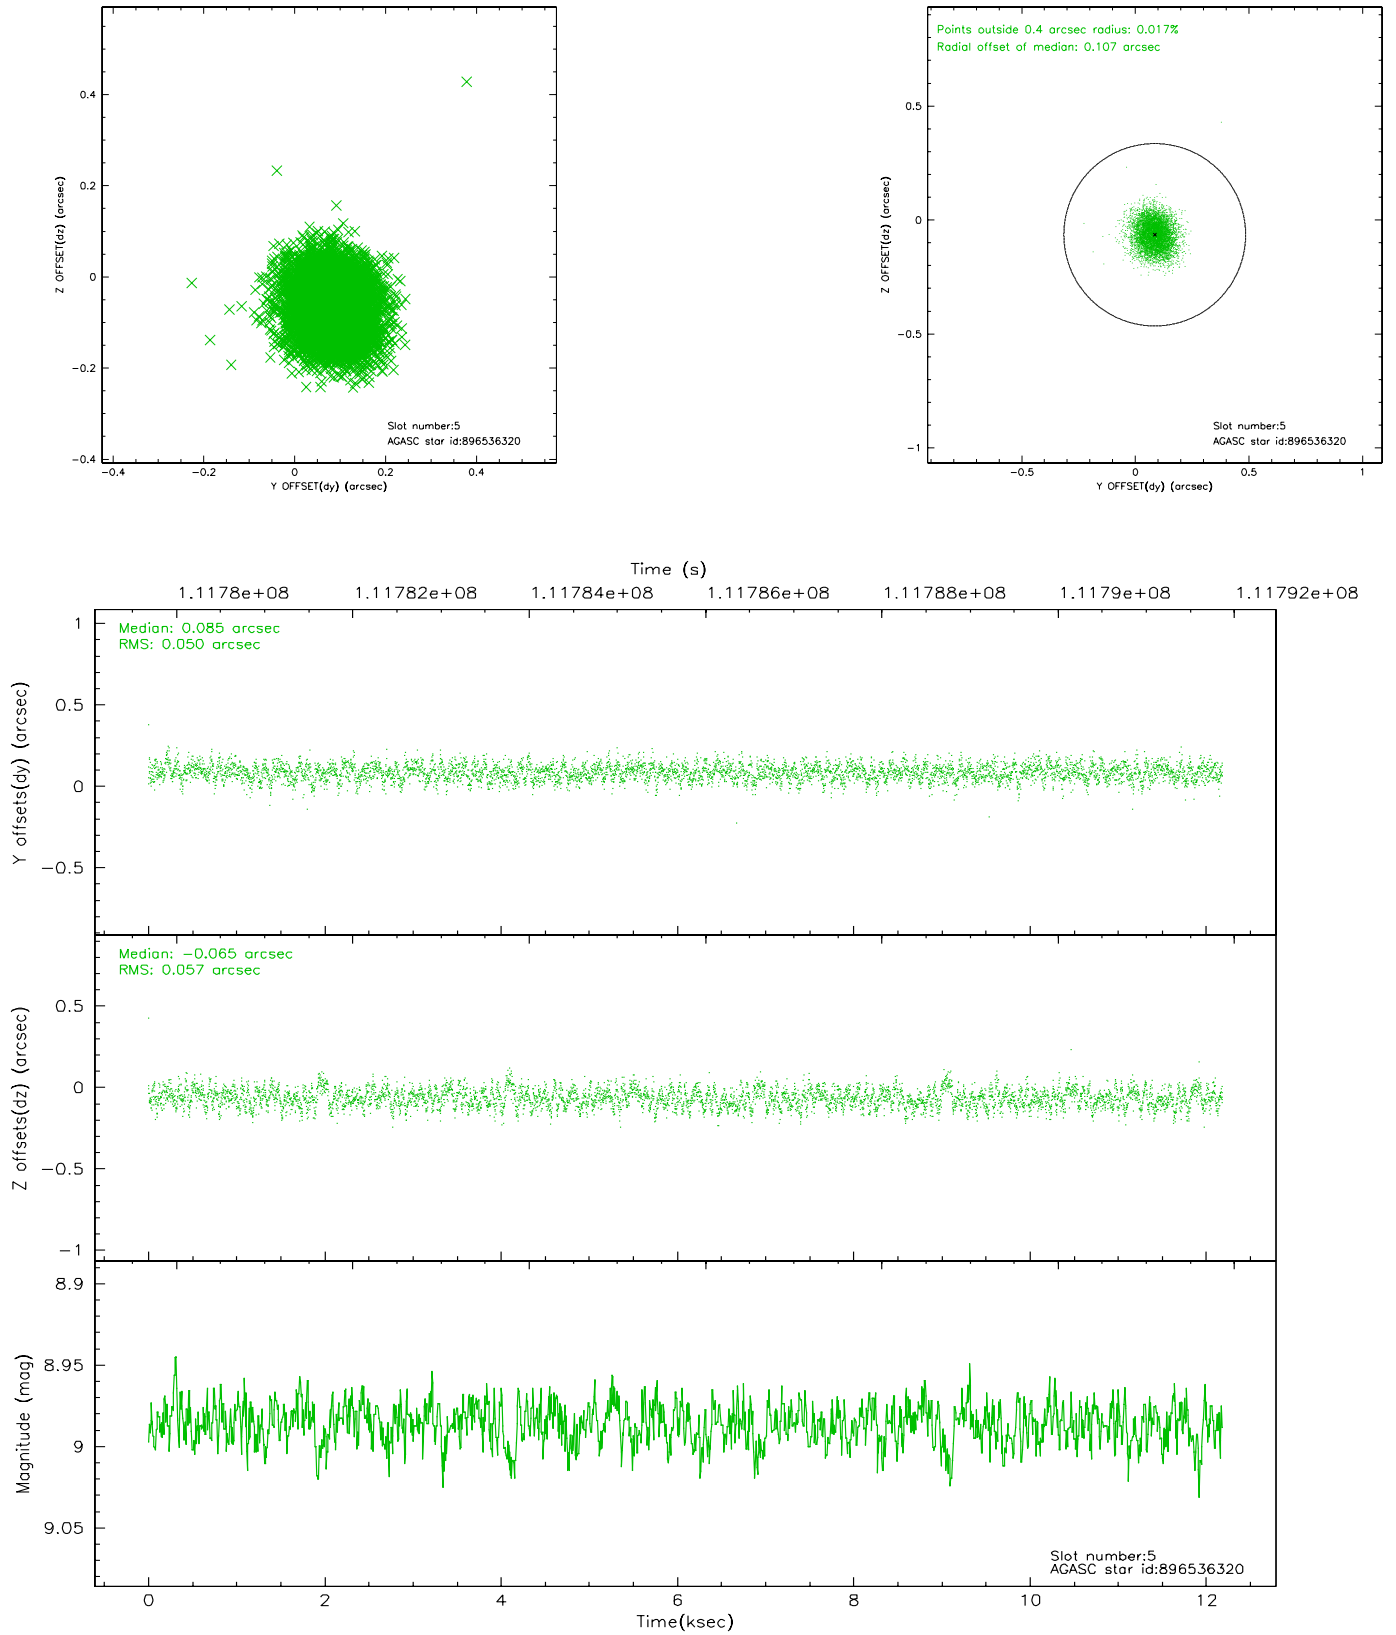 0.4
0.2
0
−0.2
−0.4
Z OFFSET(dz) (arcsec)
−0.4 −0.2 0 0.2 0.4
Y OFFSET(dy) (arcsec)
Slot number:5
AGASC star id:896536320
Points outside 0.4 arcsec radius: 0.017%
Radial offset of median: 0.107 arcsec
0.5
0
−0.5
−1
Z OFFSET(dz) (arcsec)
−0.5 0 0.5 1
Y OFFSET(dy) (arcsec)
Slot number:5
AGASC star id:896536320
Time (s)
1.1178e+08 1.11782e+08 1.11784e+08 1.11786e+08 1.11788e+08 1.1179e+08 1.11792e+08
Median: 0.085 arcsec
RMS: 0.050 arcsec
1
0.5
0
−0.5
Y offsets(dy) (arcsec)
Median: −0.065 arcsec
RMS: 0.057 arcsec
0.5
0
−0.5
−1
Z offsets(dz) (arcsec)
8.9
8.95
9
9.05
Magnitude (mag)
Slot number:5
AGASC star id:896536320
0 2 4 6 8 10 12
Time(ksec)